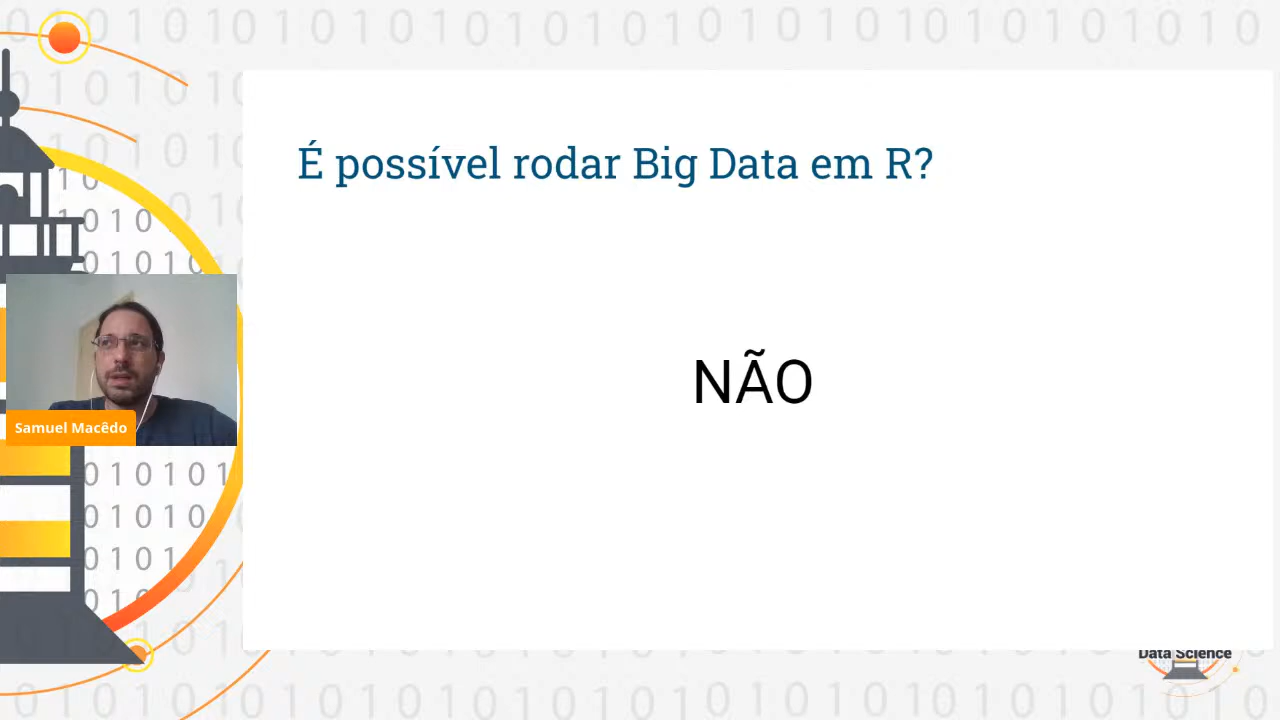 É possível rodar Big Data em R?
NÃO
Samuel Macêdo
Data Science